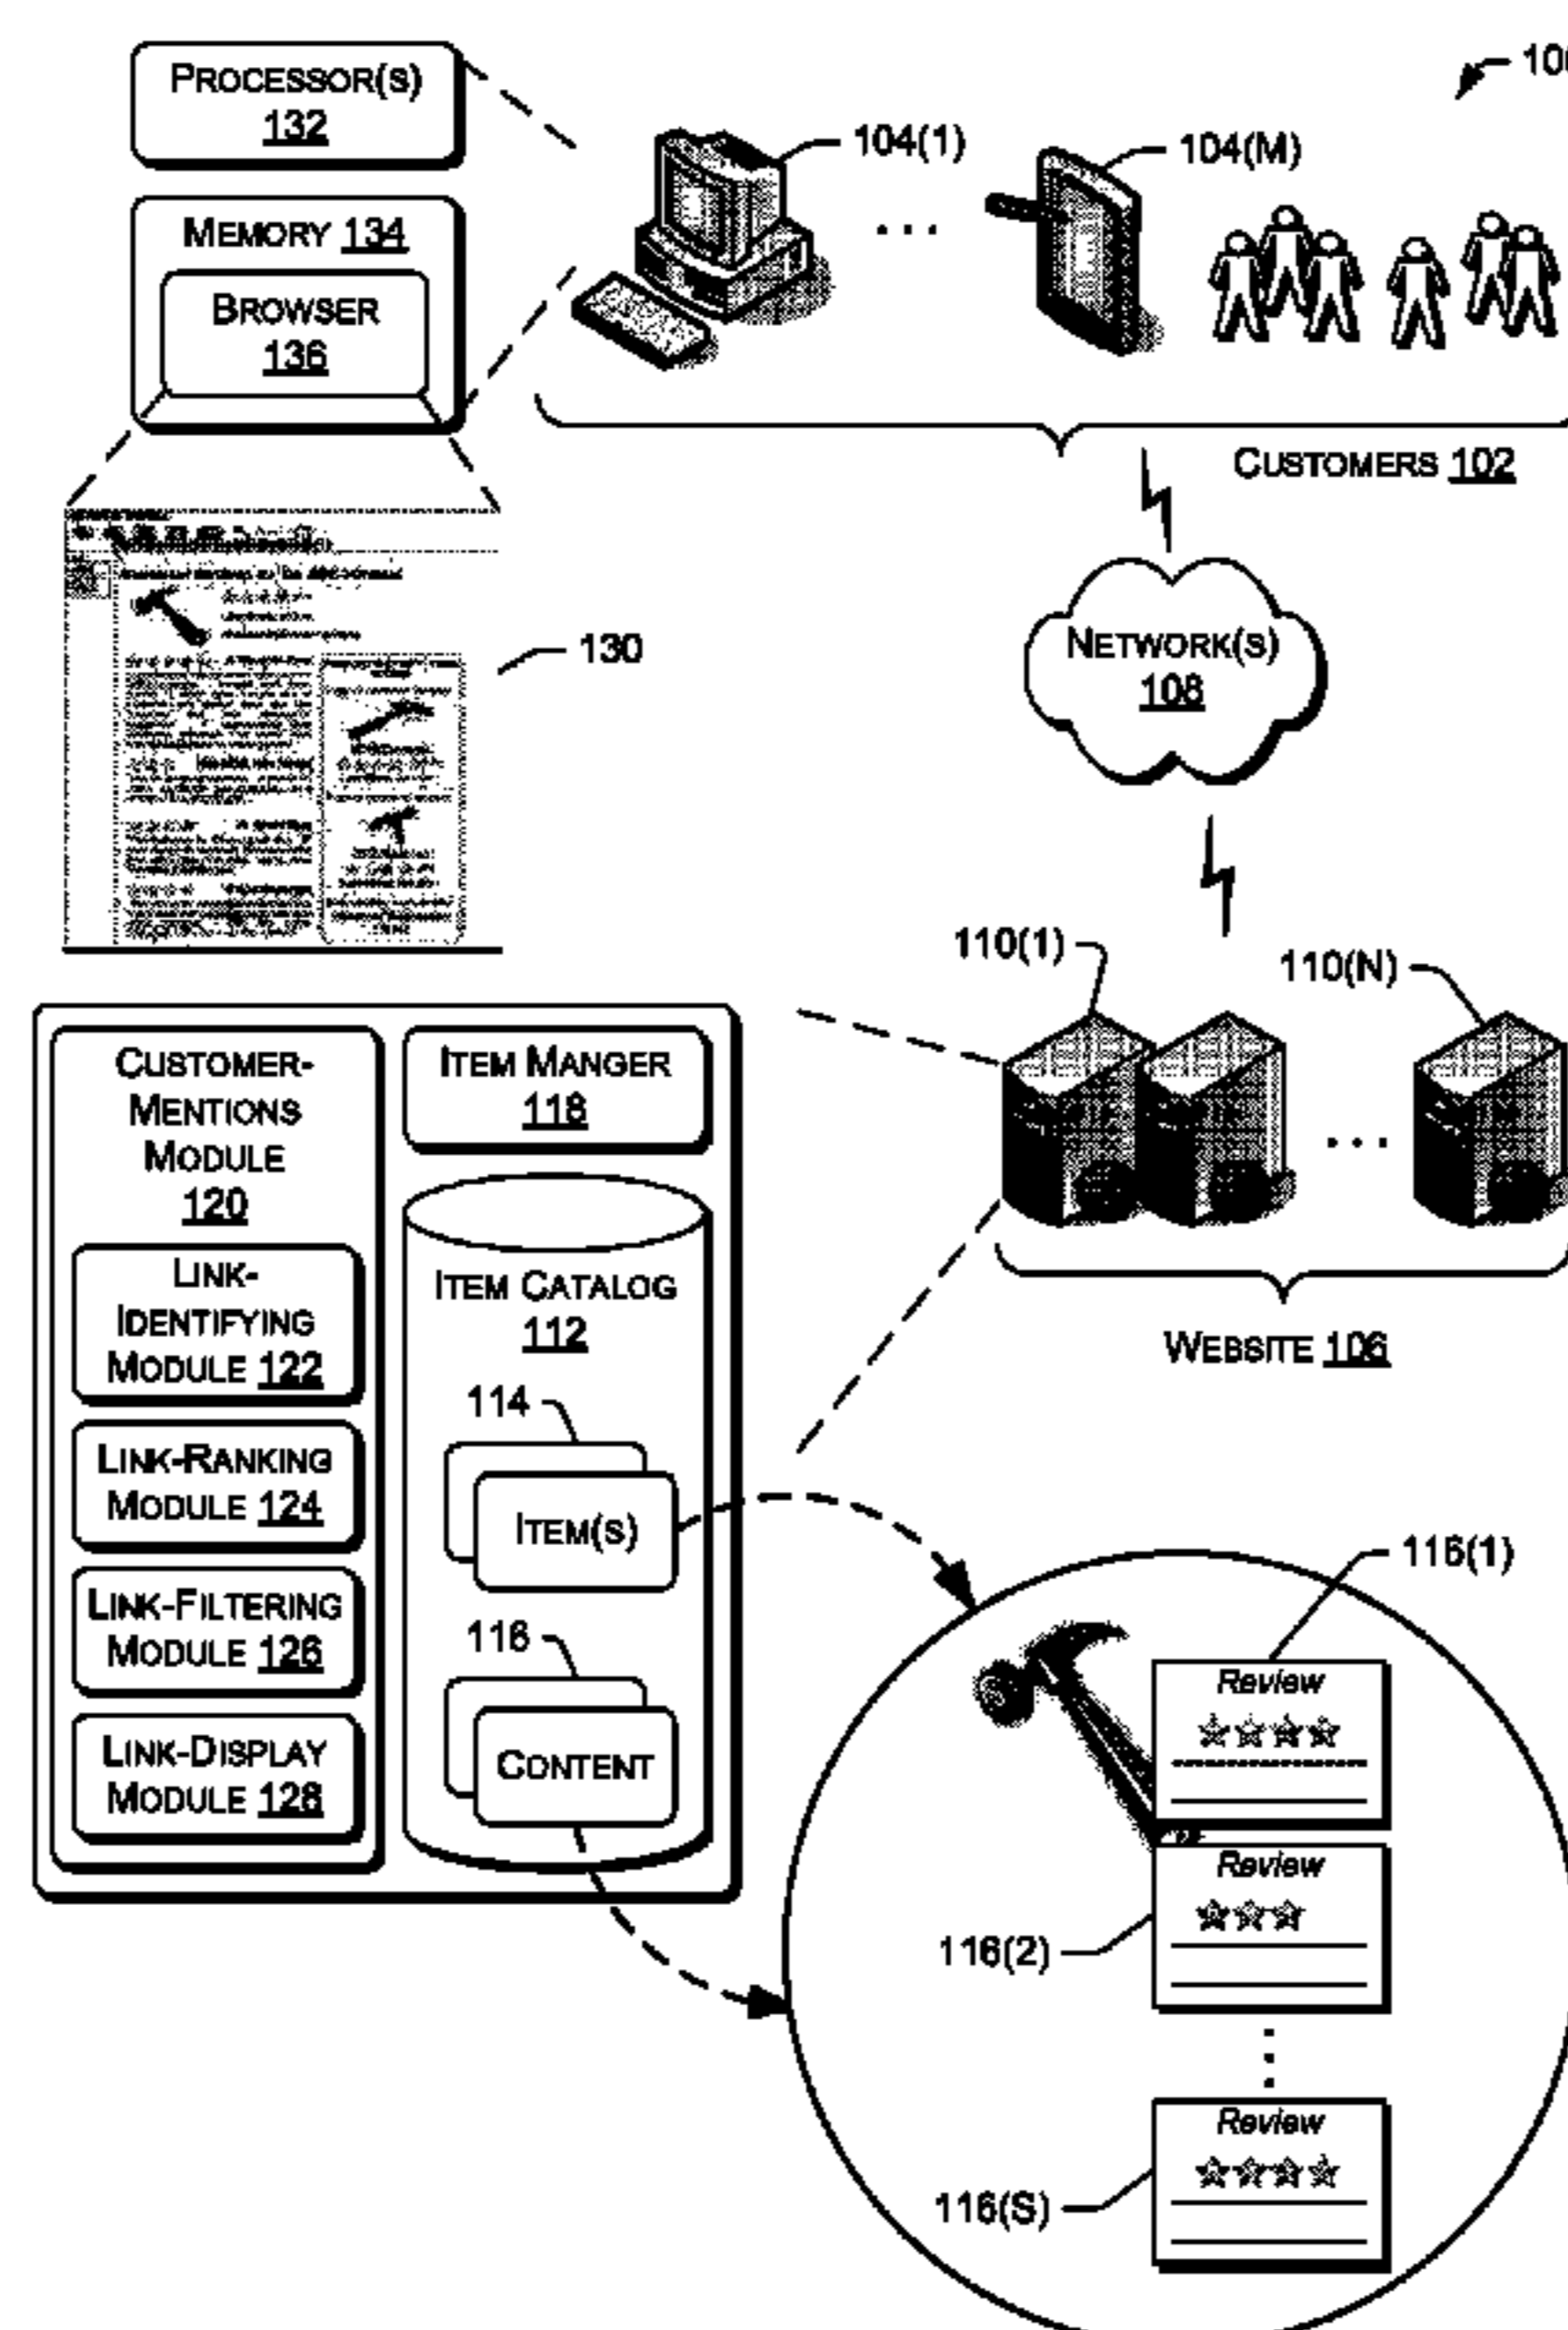 PROCESSOR(S)
132
100
104(1)
104(M)
MEMORY 134
BROWSER
136
CUSTOMERS 102
NETWORK(S)
108
130
110(1)
110(N)
CUSTOMER-
MENTIONS
MODULE
120
ITEM MANGER
118
LINK-
IDENTIFYING
MODULE 122
ITEM CATALOG
112
WEBSITE 106
114
LINK-RANKING
MODULE 124
ITEM(S)
116(1)
LINK-FILTERING
MODULE 126
116
Review
LINK-DISPLAY
MODULE 128
CONTENT
Review
116(2)
Review
116(S)